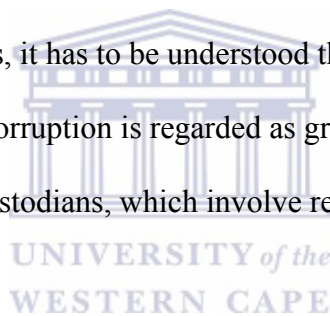 s, it has to be understood th
orruption is regarded as gr
stodians, which involve re
UNIVERSITY of the
WESTERN CAPE